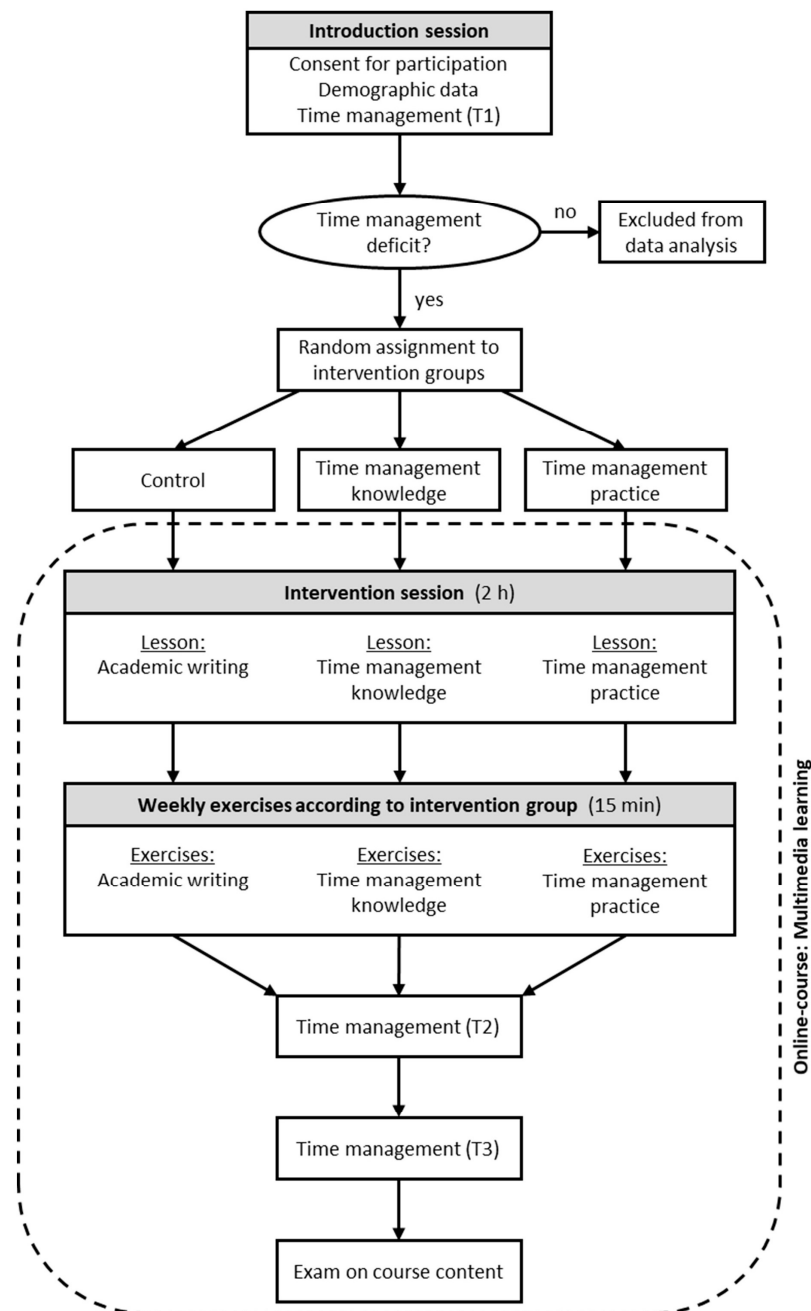 Introduction session
Consent for participation
Demographic data
Time management (T1)
Time management
deficit?
no
Excluded from
data analysis
yes
Random assignment to
intervention groups
Control
Time management
knowledge
Time management
practice
Intervention session (2 h)
Lesson:
Academic writing
Lesson:
Time management
knowledge
Lesson:
Time management
practice
Weekly exercises according to intervention group (15 min)
Exercises:
Academic writing
Exercises:
Time management
knowledge
Exercises:
Time management
practice
Time management (T2)
Time management (T3)
Exam on course content
Online-course: Multimedia learning